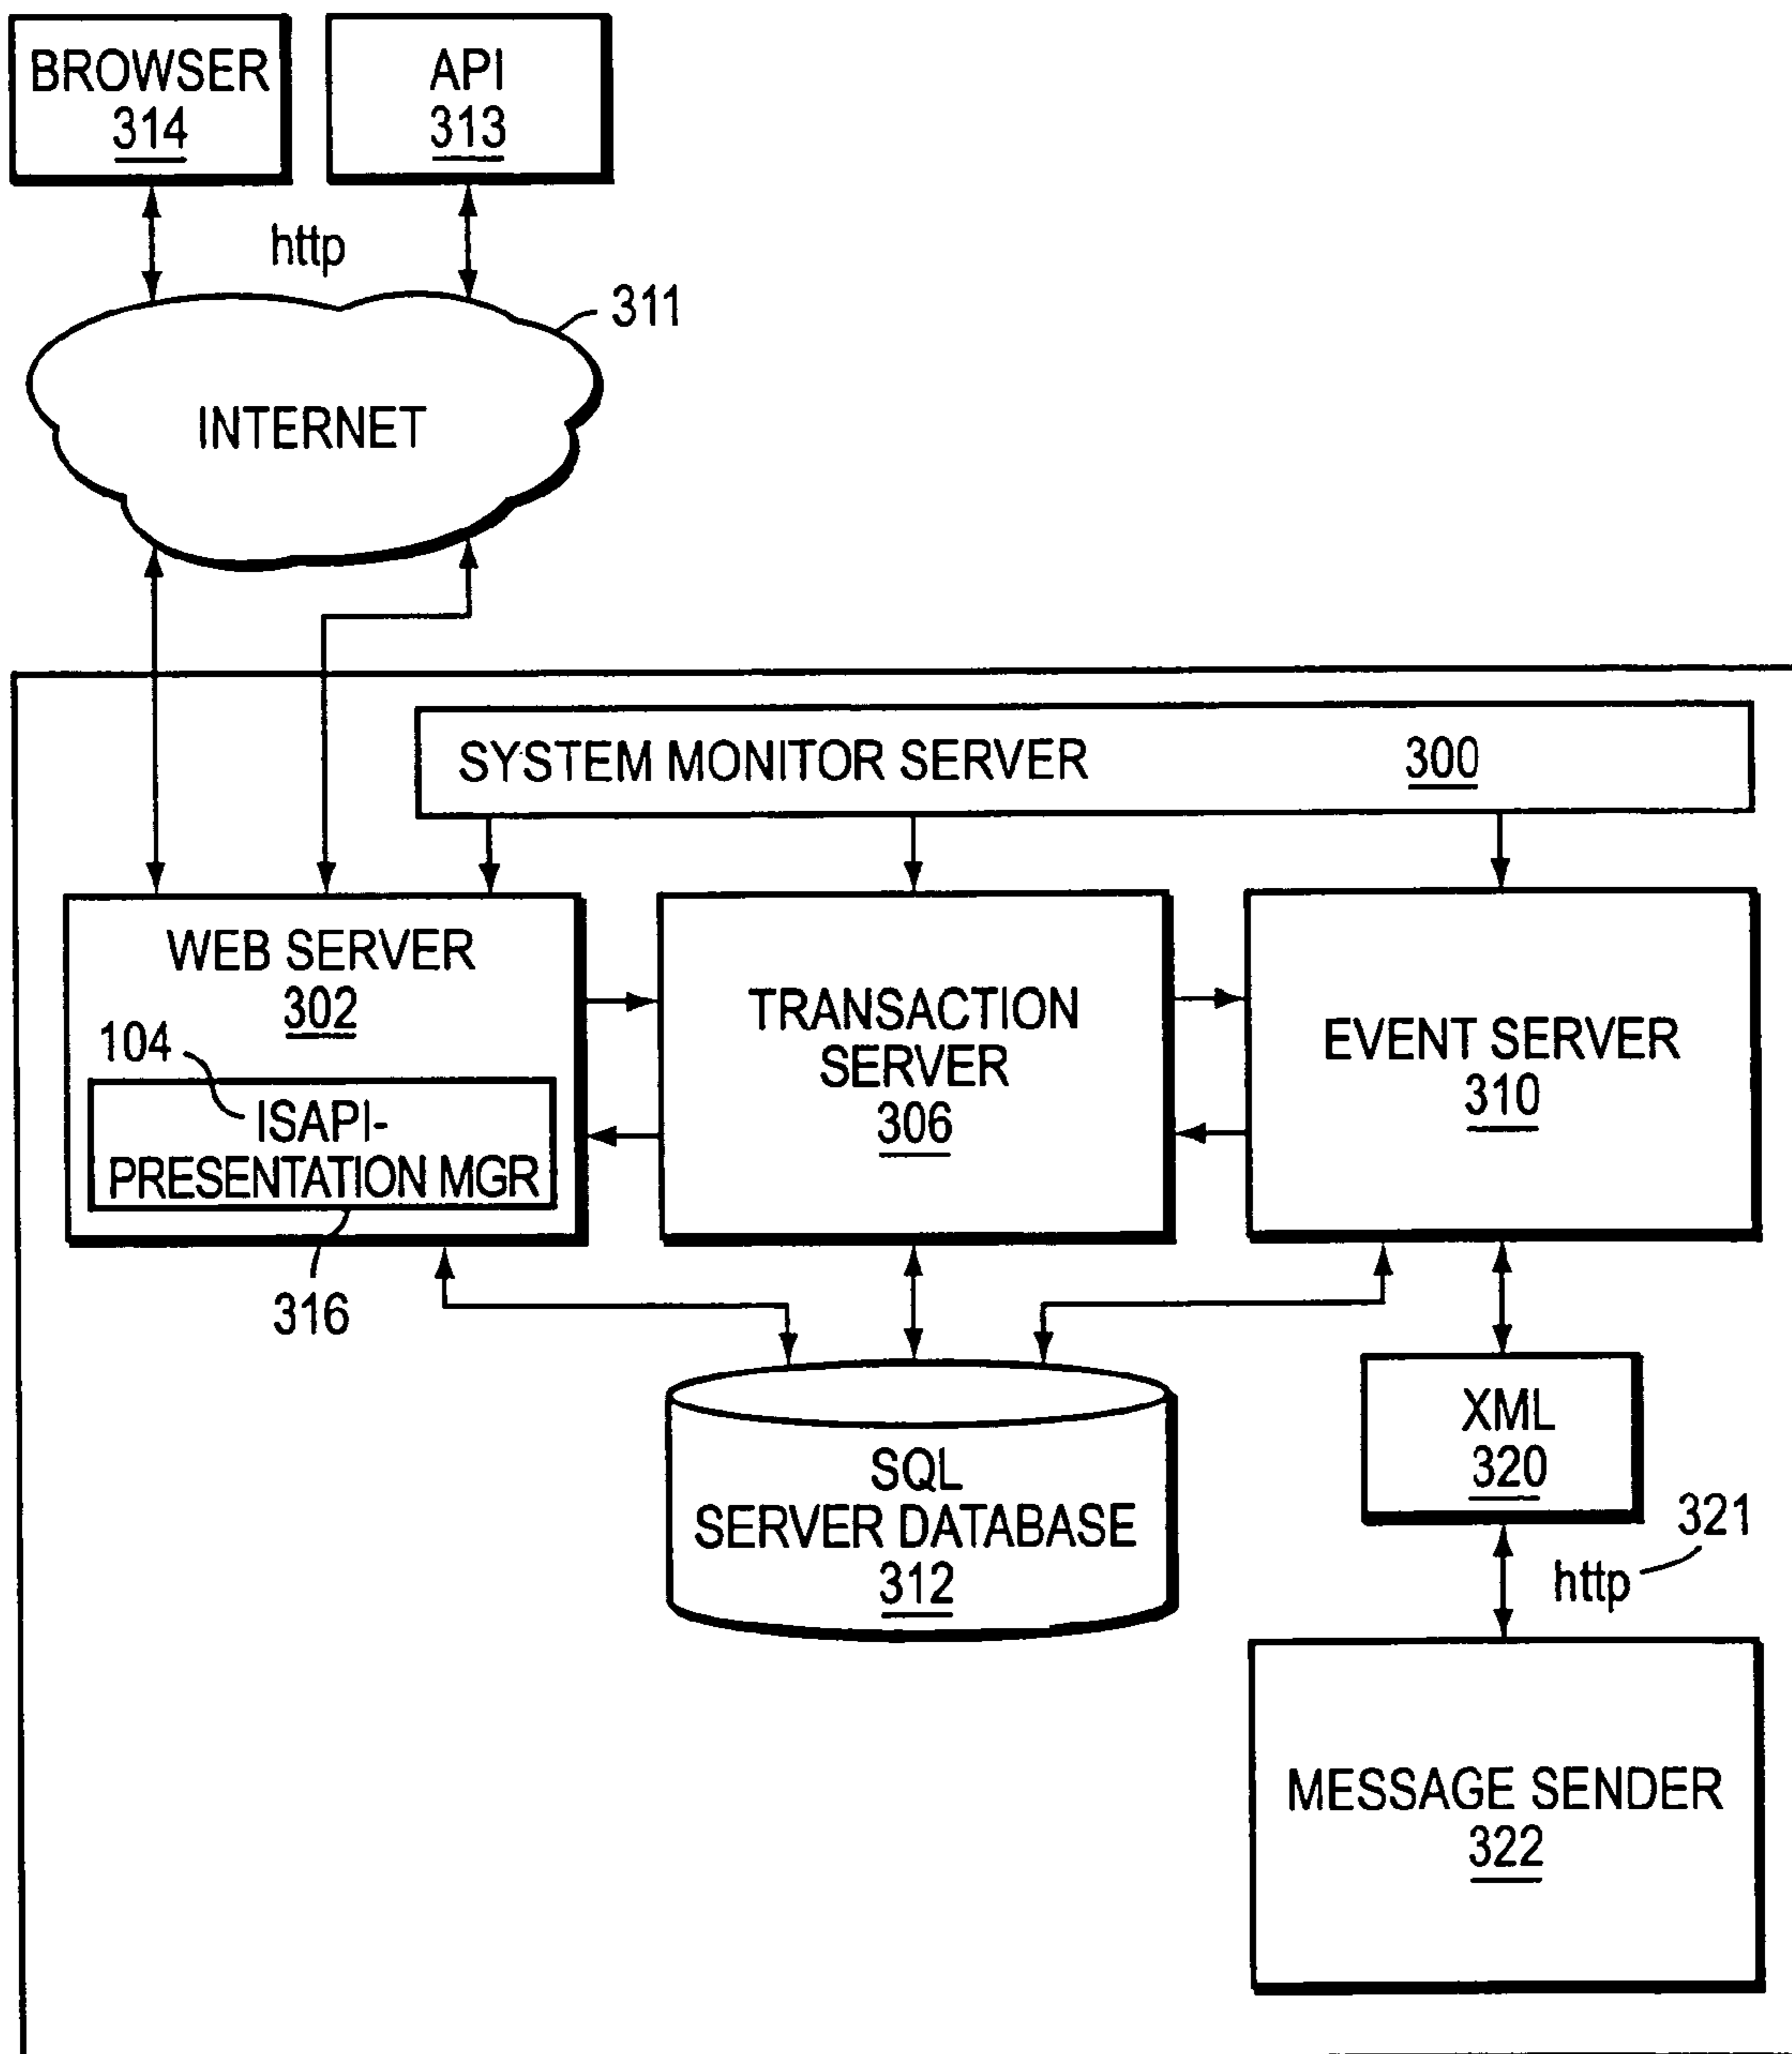 BROWSER
314
API
313
http
311
INTERNET
SYSTEM MONITOR SERVER 300
WEB SERVER
302
104
ISAPI-
PRESENTATION MGR
316
TRANSACTION
SERVER
306
EVENT SERVER
310
SQL
SERVER DATABASE
312
XML
320
321
http
MESSAGE SENDER
322